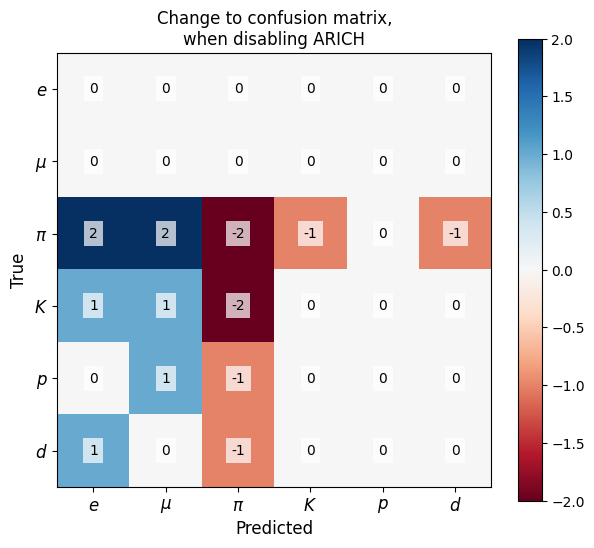 Change to confusion matrix,
when disabling ARICH
True
e 0 0 0 0 0 0
μ 0 0 0 0 0 0
π 2 2 -2 -1 0 -1
K 1 1 -2 0 0 0
p 0 1 -1 0 0 0
d 1 0 -1 0 0 0
e μ π K p d
Predicted
2.0
1.5
1.0
0.5
0.0
−0.5
−1.0
−1.5
−2.0